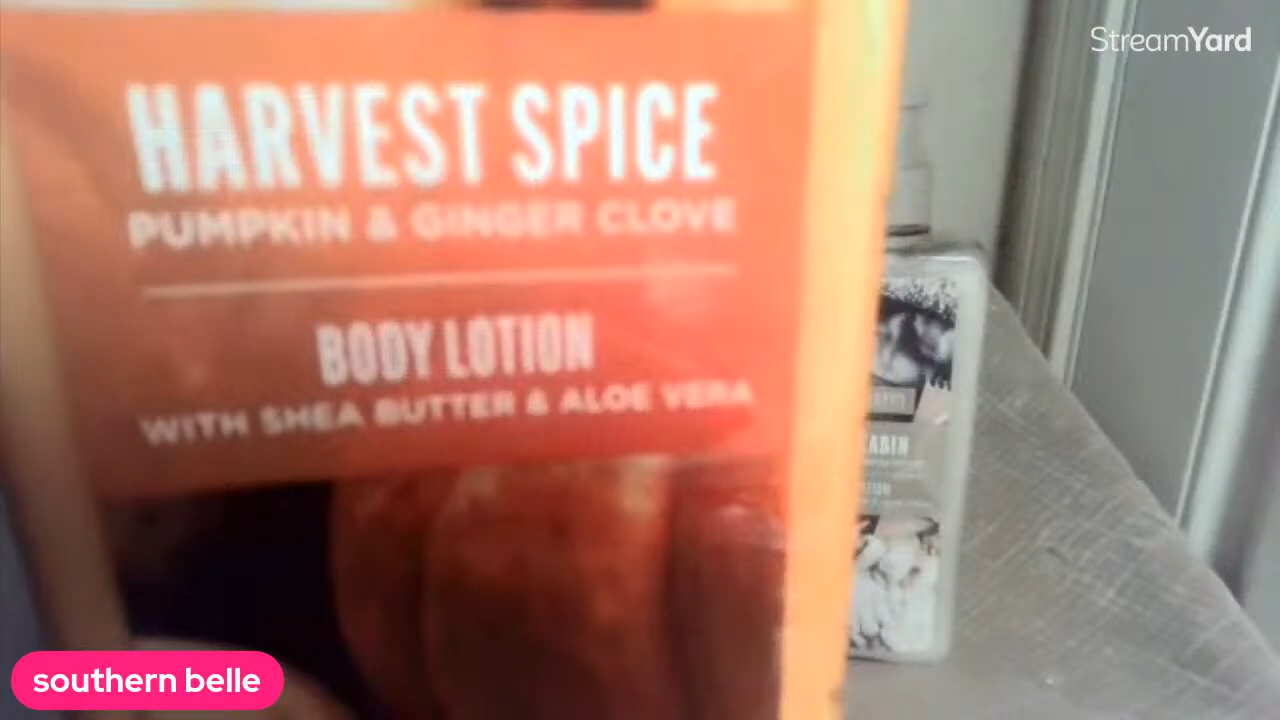 StreamYard
HARVEST SPICE
PUMPKIN & GINGER CLOVE
BODY LOTION
WITH SHEA BUTTER & ALOE VERA
southern belle